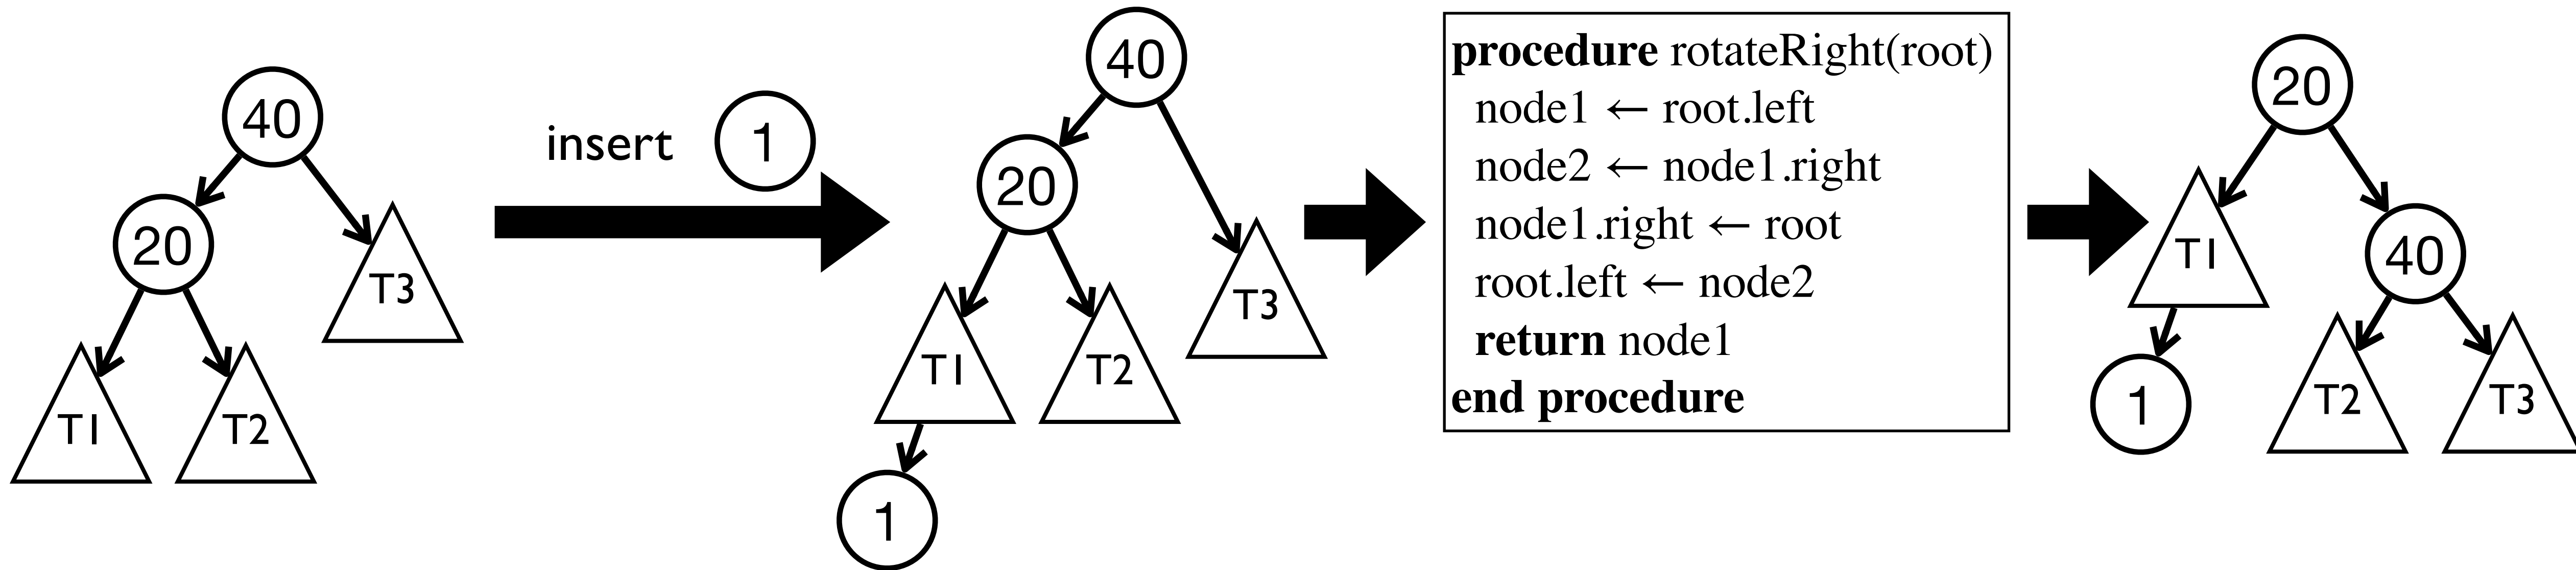 40
20
T3
T1
T2
insert 1
40
20
T3
T1
T2
1
procedure rotateRight(root)
node1 ← root.left
node2 ← node1.right
node1.right ← root
root.left ← node2
return node1
end procedure
20
T1
40
1
T2
T3